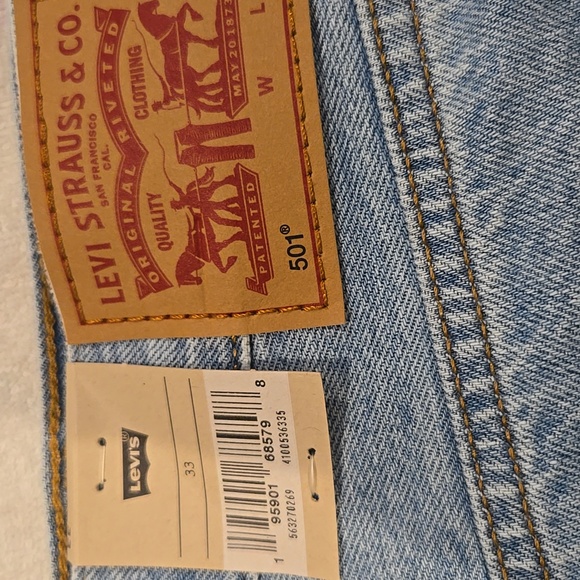 LEVI STRAUSS & CO.
SAN FRANCISCO
CAL.
ORIGINAL RIVETED
QUALITY CLOTHING
PATENTED
MAY 20 1873
501®
W L
Levi's
33
1 95901 68579 8
563270269 4100536335